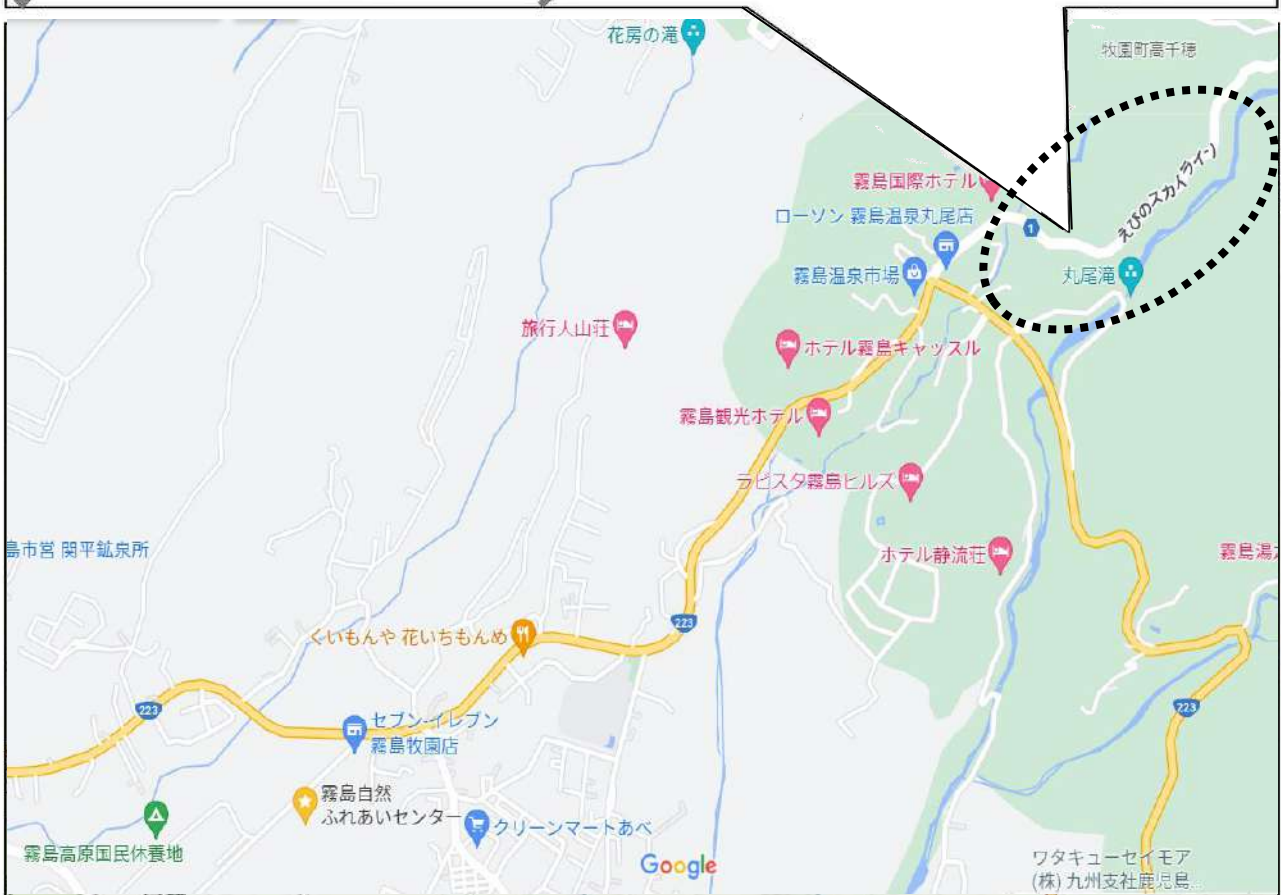 花房の滝
牧園町高千穂
霧島国際ホテル
えびのスカイライン
ローソン 霧島温泉丸尾店
1
霧島温泉市場
丸尾滝
旅行人山荘
ホテル霧島キャッスル
霧島観光ホテル
ラビスタ霧島ヒルズ
島市営 関平鉱泉所
ホテル静流荘
霧島湯
223
くいもんや 花いちもんめ
223
223
セブン-イレブン
霧島牧園店
霧島自然
ふれあいセンター
クリーンマートあべ
霧島高原国民休養地
Google
ワタキューセイモア
(株) 九州支社鹿児島...